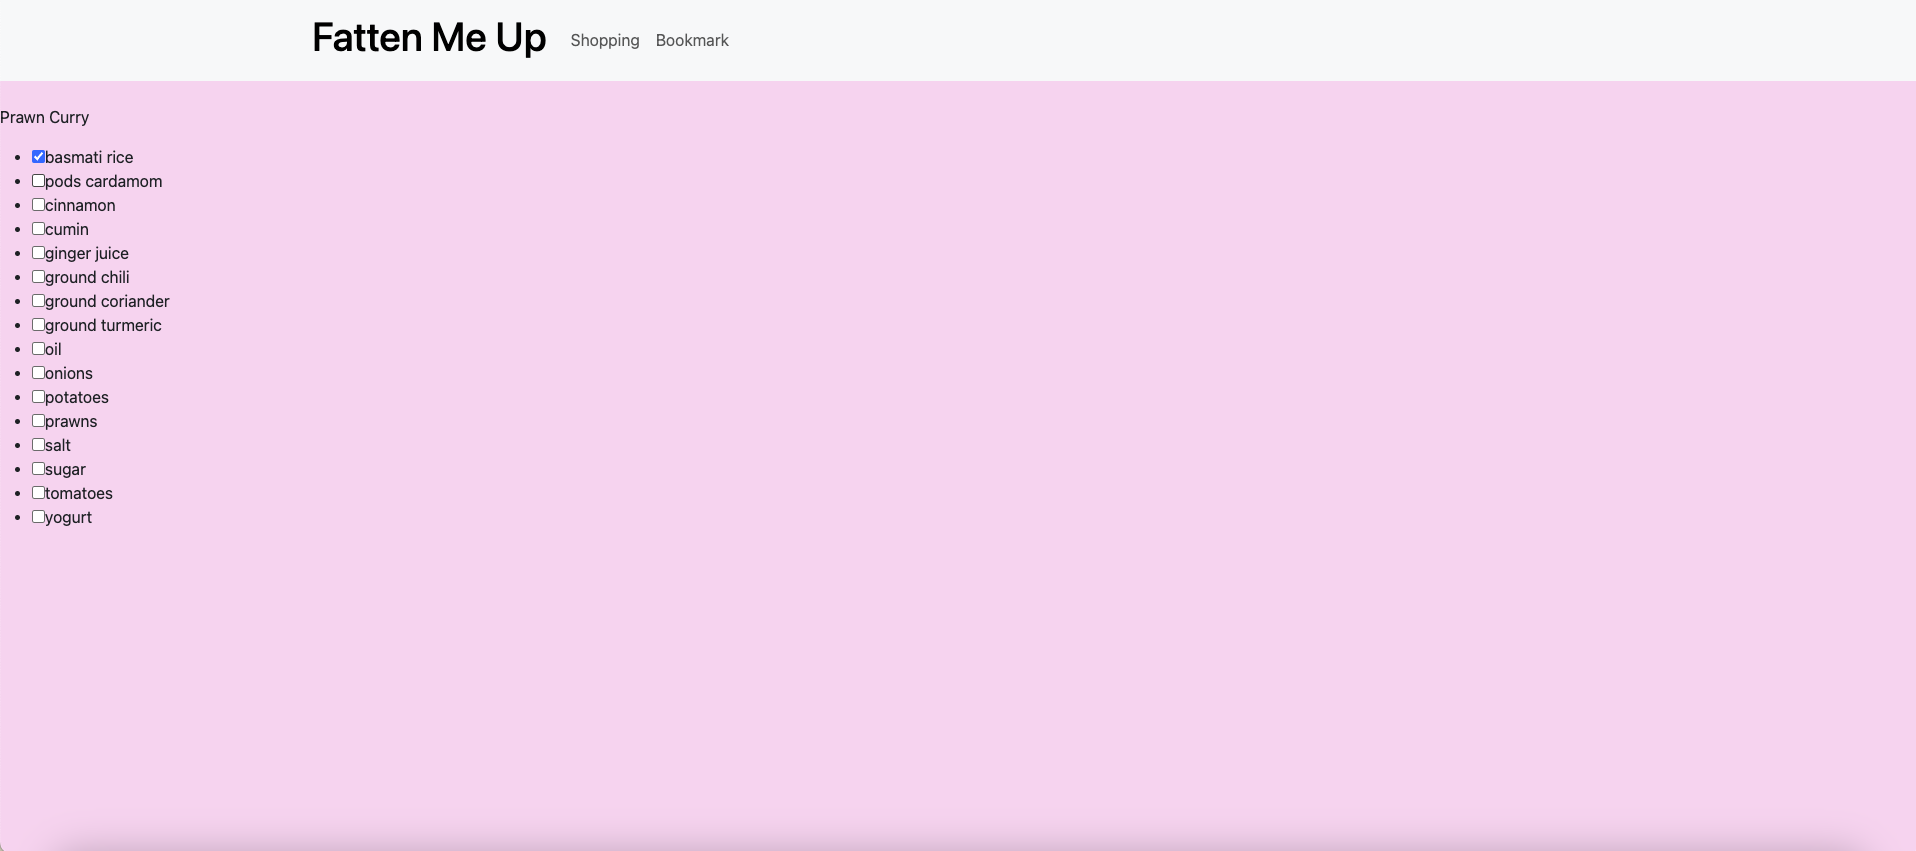 Fatten Me Up Shopping Bookmark
Prawn Curry
basmati rice
pods cardamom
cinnamon
cumin
ginger juice
ground chili
ground coriander
ground turmeric
oil
onions
potatoes
prawns
salt
sugar
tomatoes
yogurt